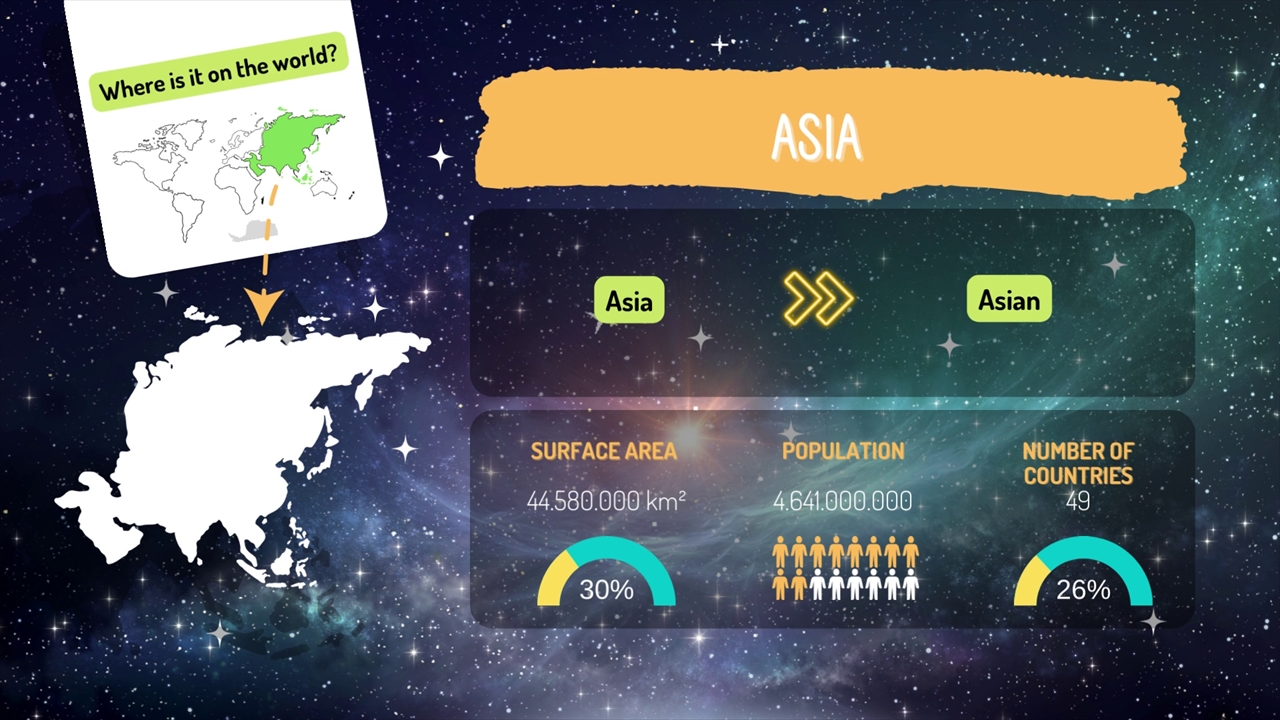 Where is it on the world?
ASIA
Asia
Asian
SURFACE AREA
44.580.000 km²
30%
POPULATION
4.641.000.000
NUMBER OF
COUNTRIES
49
26%